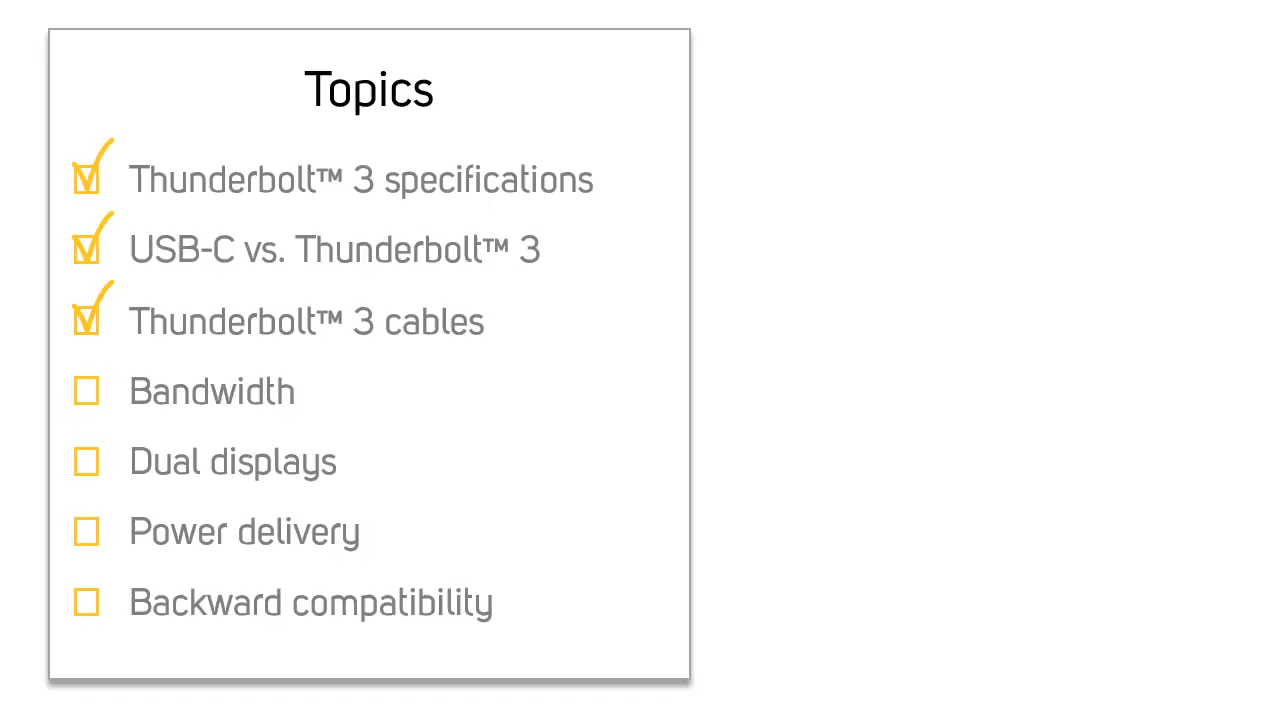 Topics
Thunderbolt™ 3 specifications
USB-C vs. Thunderbolt™ 3
Thunderbolt™ 3 cables
Bandwidth
Dual displays
Power delivery
Backward compatibility